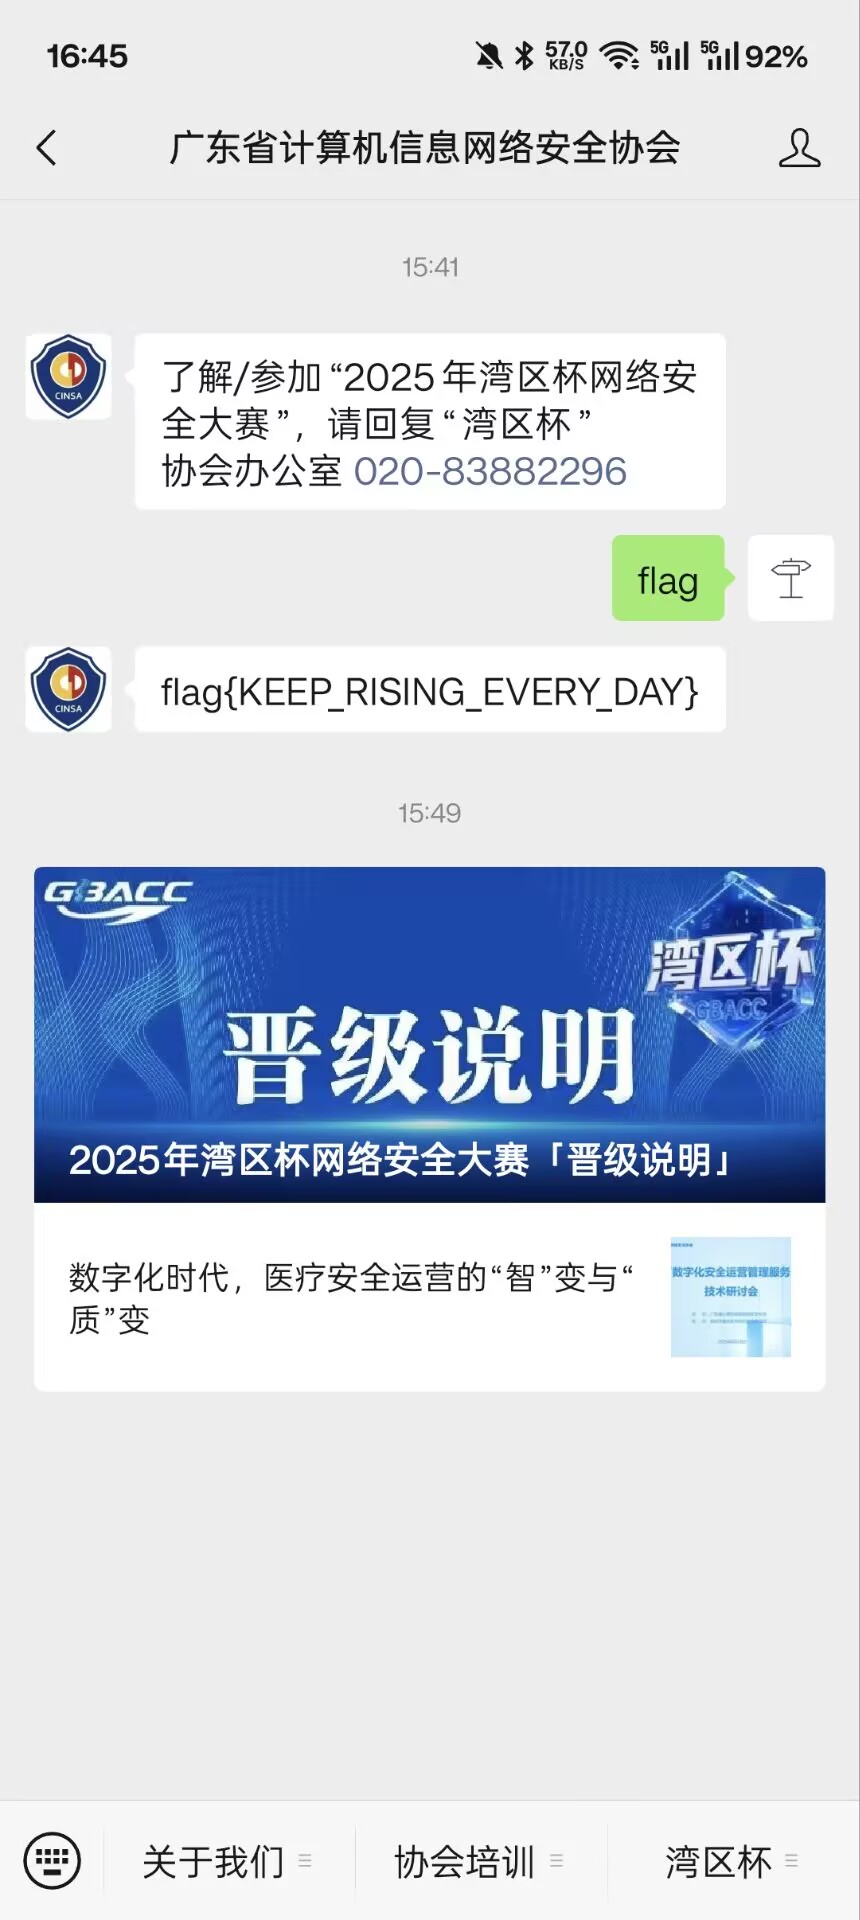 16:45
57.0
KB/S
5G
5G
92%
广东省计算机信息网络安全协会
15:41
CINSA
了解/参加“2025年湾区杯网络安
全大赛”，请回复“湾区杯”
协会办公室 020-83882296
flag
CINSA
flag{KEEP_RISING_EVERY_DAY}
15:49
GBACC
湾区杯
GBACC
晋级说明
2025年湾区杯网络安全大赛「晋级说明」
数字化时代，医疗安全运营的“智”变与“
质”变
数字化安全运营管理服务
技术研讨会
关于我们
协会培训
湾区杯